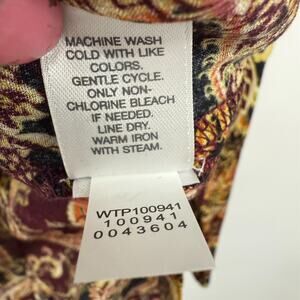 MACHINE WASH
COLD WITH LIKE
COLORS.
GENTLE CYCLE.
ONLY NON-
CHLORINE BLEACH
IF NEEDED.
LINE DRY.
WARM IRON
WITH STEAM.
WTP100941
100941
0043604